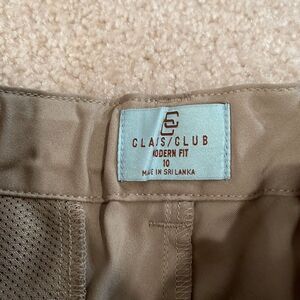 CLASS/CLUB
MODERN FIT
10
MADE IN SRI LANKA